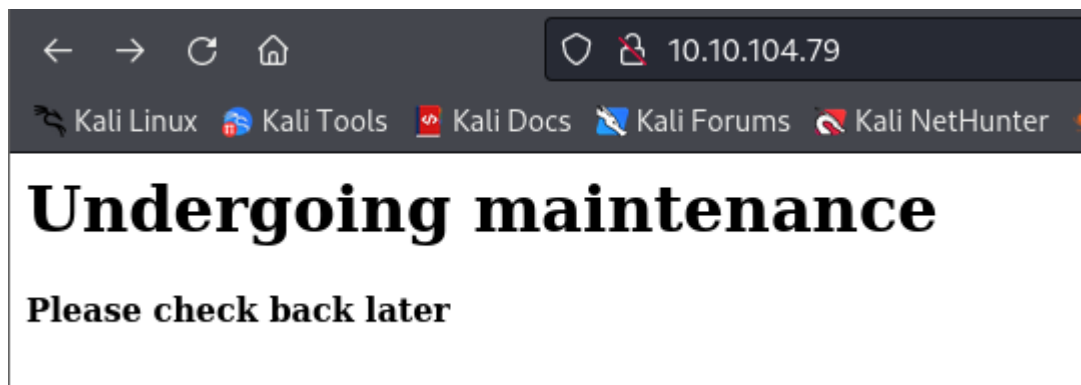 10.10.104.79
Kali Linux Kali Tools Kali Docs Kali Forums Kali NetHunter
Undergoing maintenance
Please check back later